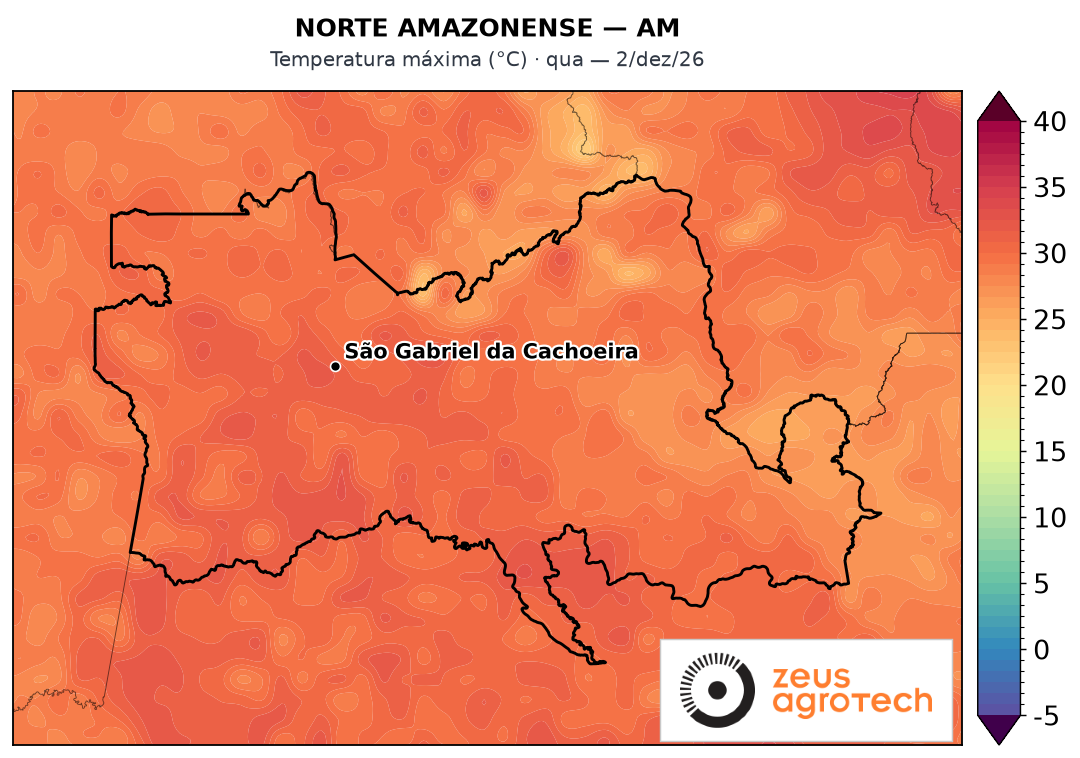 NORTE AMAZONENSE — AM
Temperatura máxima (°C) · qua — 2/dez/26
São Gabriel da Cachoeira
40
35
30
25
20
15
10
5
0
-5
zeus
agrotech